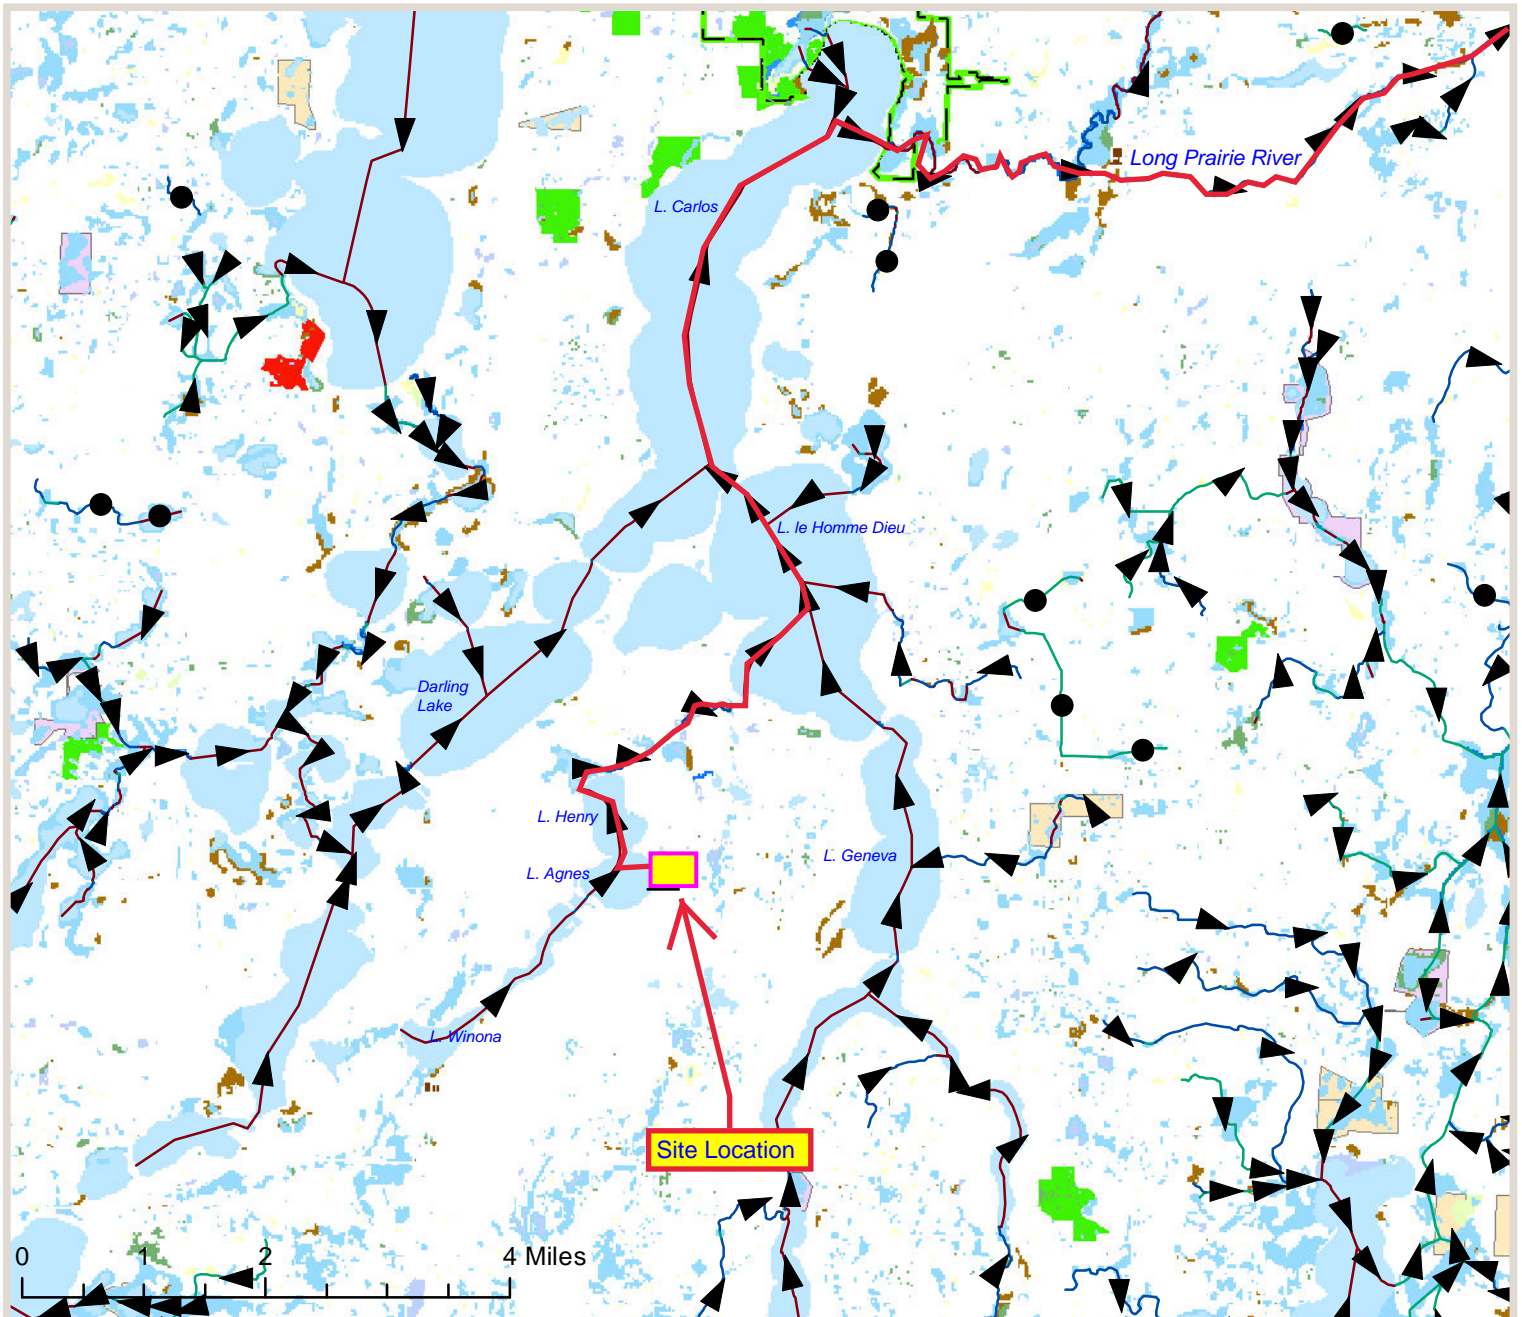 Long Prairie River
L. Carlos
L. le Homme Dieu
Darling
Lake
L. Henry
L. Geneva
L. Agnes
L. Winona
Site Location
0 1 2 4 Miles